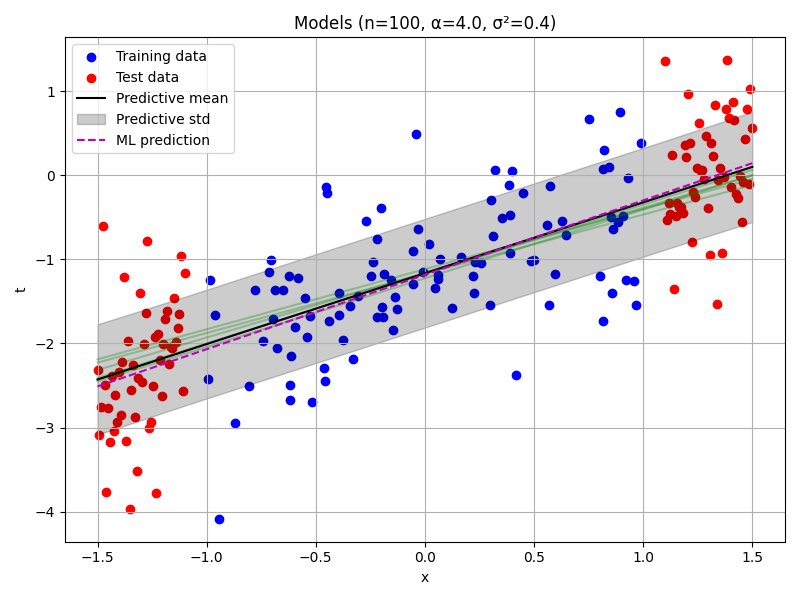 Models (n=100, α=4.0, σ²=0.4)
Training data
Test data
Predictive mean
Predictive std
ML prediction
t
1
0
−1
−2
−3
−4
−1.5 −1.0 −0.5 0.0 0.5 1.0 1.5
x